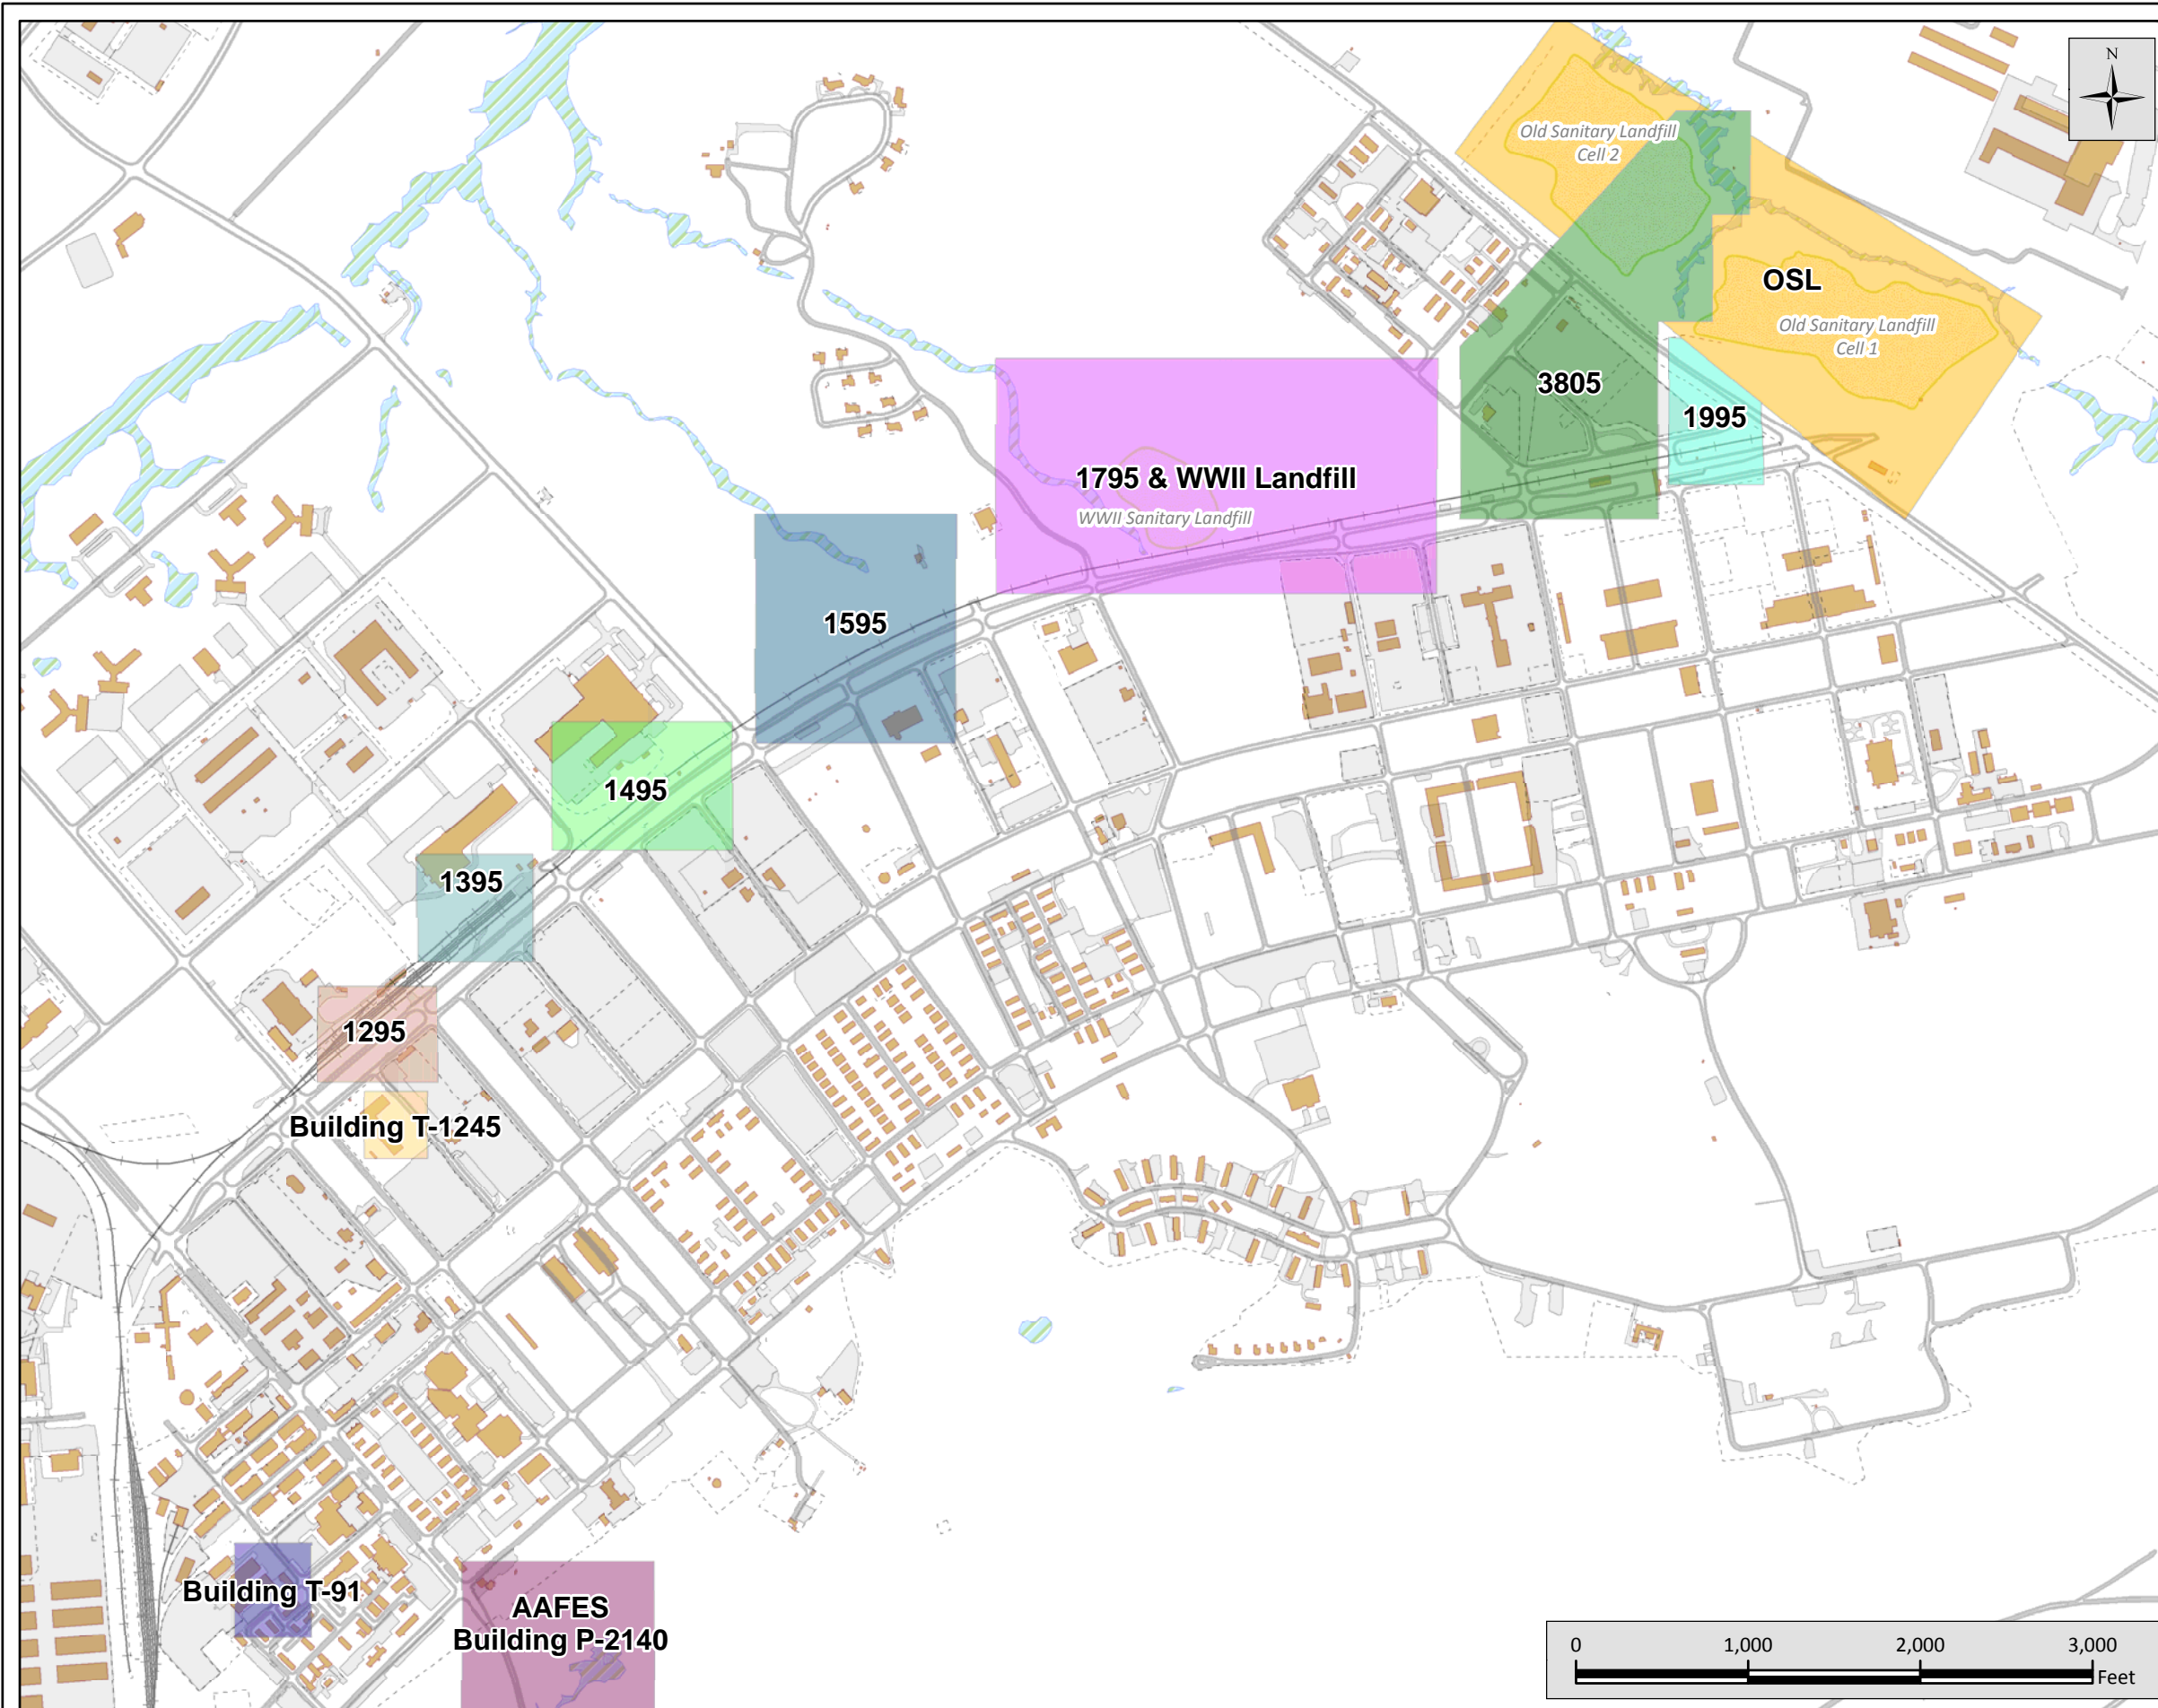 N
Old Sanitary Landfill
Cell 2
OSL
Old Sanitary Landfill
Cell 1
3805
1995
1795 & WWII Landfill
WWII Sanitary Landfill
1595
1495
1395
1295
Building T-1245
Building T-91
AAFES
Building P-2140
0 1,000 2,000 3,000
Feet